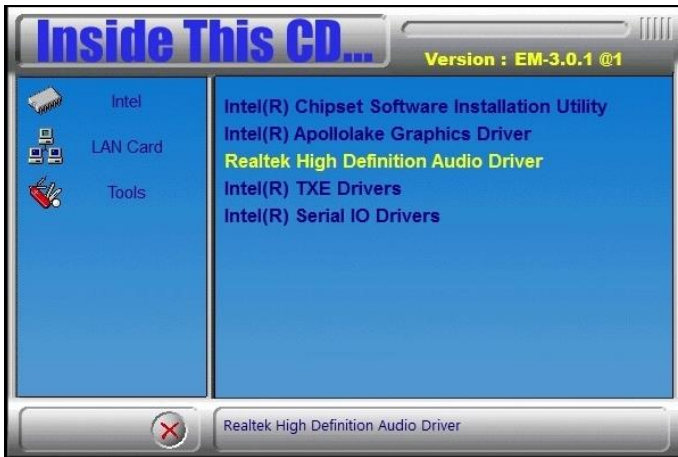 Inside This CD...
Version : EM-3.0.1 @1
Intel
LAN Card
Tools
Intel(R) Chipset Software Installation Utility
Intel(R) Apollolake Graphics Driver
Realtek High Definition Audio Driver
Intel(R) TXE Drivers
Intel(R) Serial IO Drivers
Realtek High Definition Audio Driver